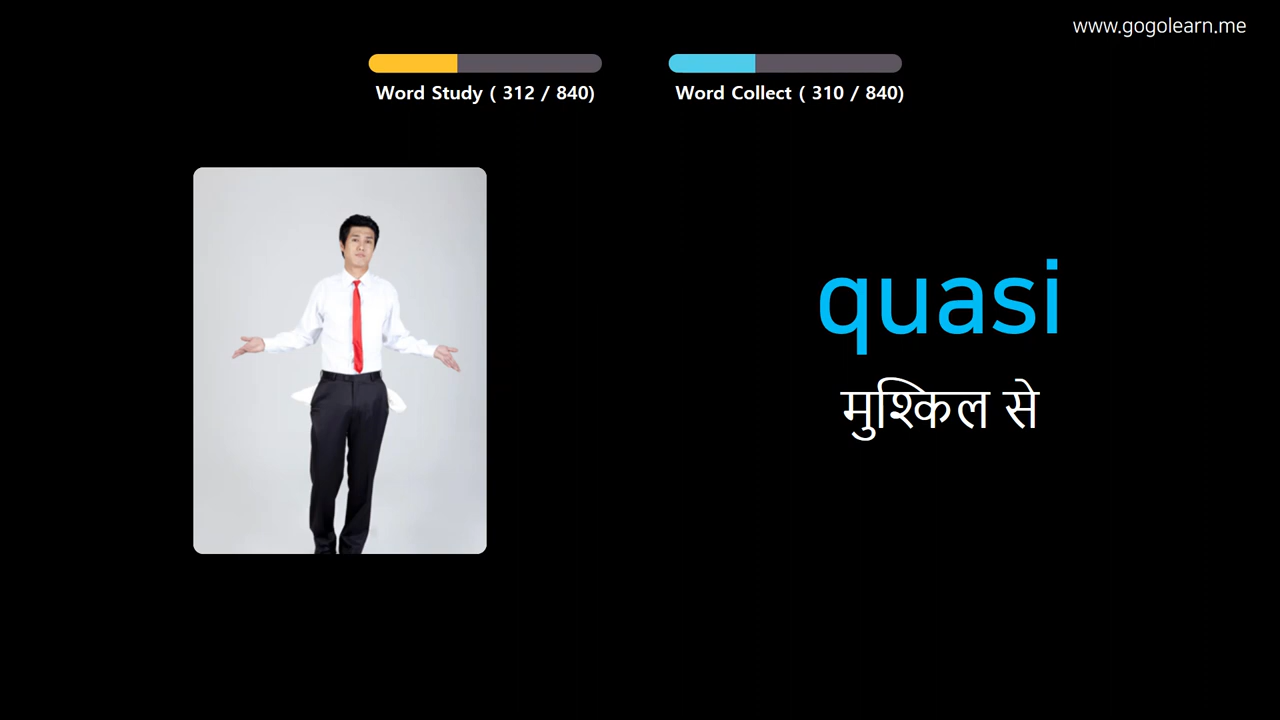 www.gogolearn.me
Word Study ( 312 / 840)
Word Collect ( 310 / 840)
quasi
मुश्किल से